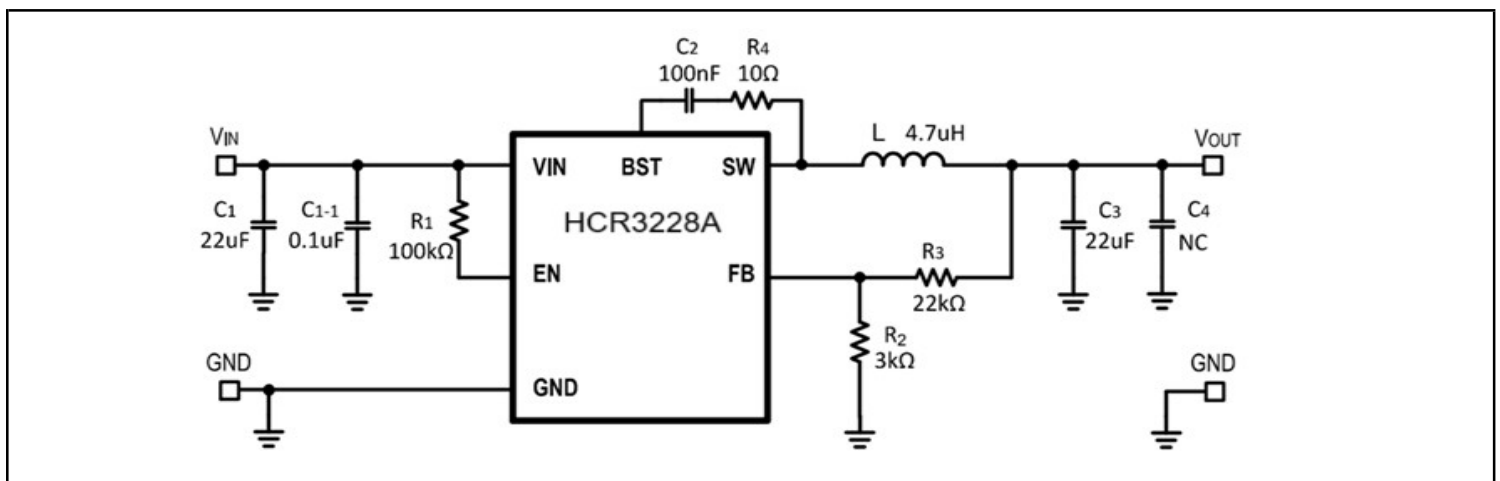 C2
100nF
R4
10Ω
VIN
C1
22uF
C1-1
0.1uF
R1
100kΩ
VIN
BST
SW
HCR3228A
EN
FB
GND
L 4.7uH
VOUT
C3
22uF
C4
NC
R3
22kΩ
R2
3kΩ
GND
GND